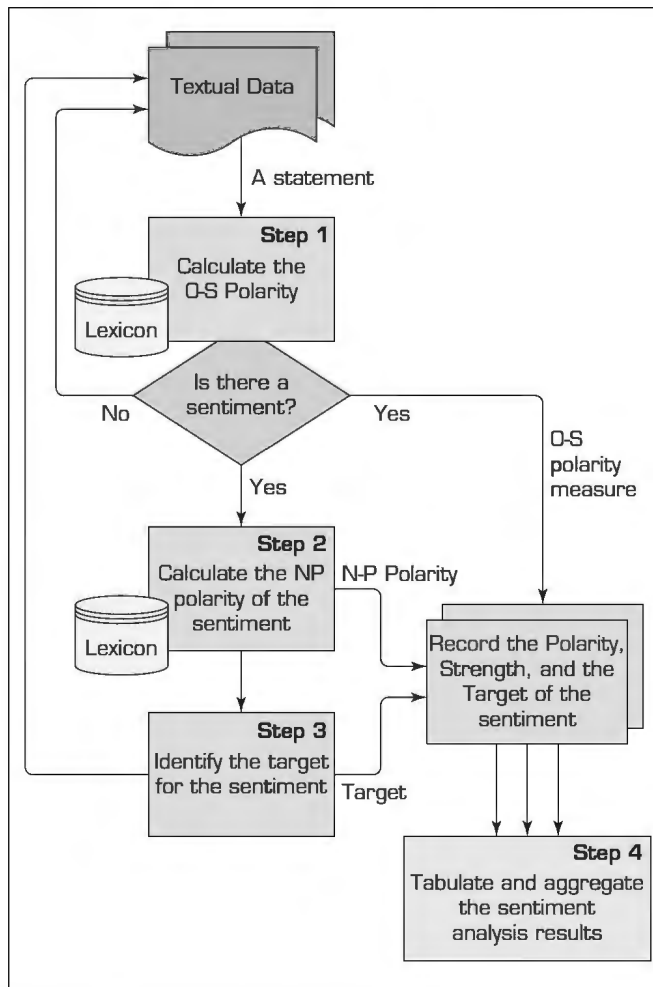 Textual Data
A statement
Step 1
Calculate the
O-S Polarity
Lexicon
Is there a
sentiment?
No
Yes
O-S
polarity
measure
Yes
Step 2
Calculate the NP
polarity of the
sentiment
N-P Polarity
Lexicon
Record the Polarity,
Strength, and the
Target of the
sentiment
Step 3
Identify the target
for the sentiment
Target
Step 4
Tabulate and aggregate
the sentiment
analysis results